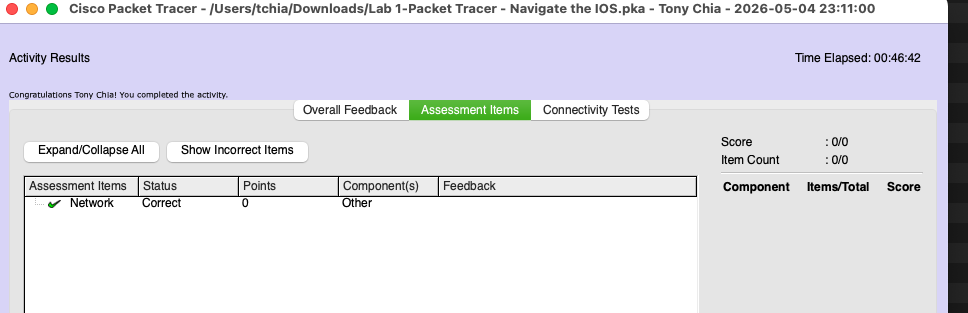 Cisco Packet Tracer - /Users/tchia/Downloads/Lab 1-Packet Tracer - Navigate the IOS.pka - Tony Chia - 2026-05-04 23:11:00
Activity Results Time Elapsed: 00:46:42
Congratulations Tony Chia! You completed the activity.
Overall Feedback Assessment Items Connectivity Tests
Expand/Collapse All Show Incorrect Items
Score : 0/0
Item Count : 0/0
Component Items/Total Score
Assessment Items Status Points Component(s) Feedback
Network Correct 0 Other